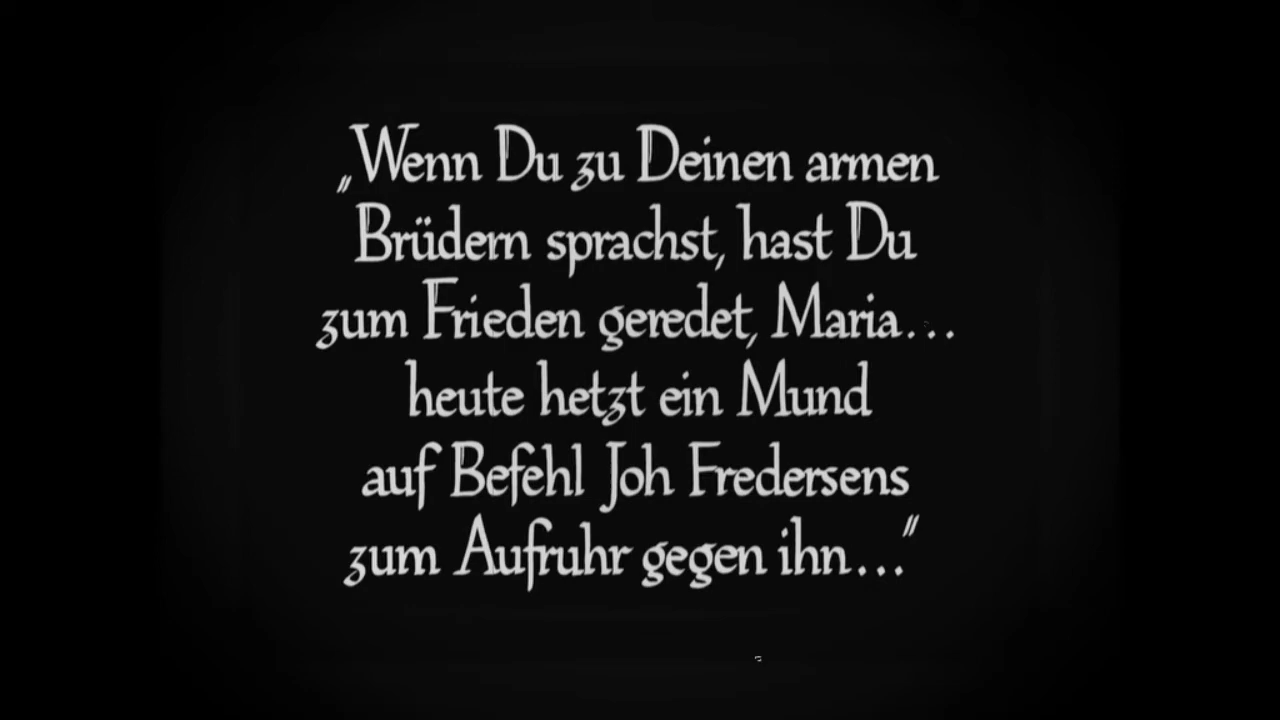 „Wenn Du zu Deinen armen
Brüdern sprachst, hast Du
zum Frieden geredet, Maria...
heute hetzt ein Mund
auf Befehl Joh Fredersens
zum Aufruhr gegen ihn..."